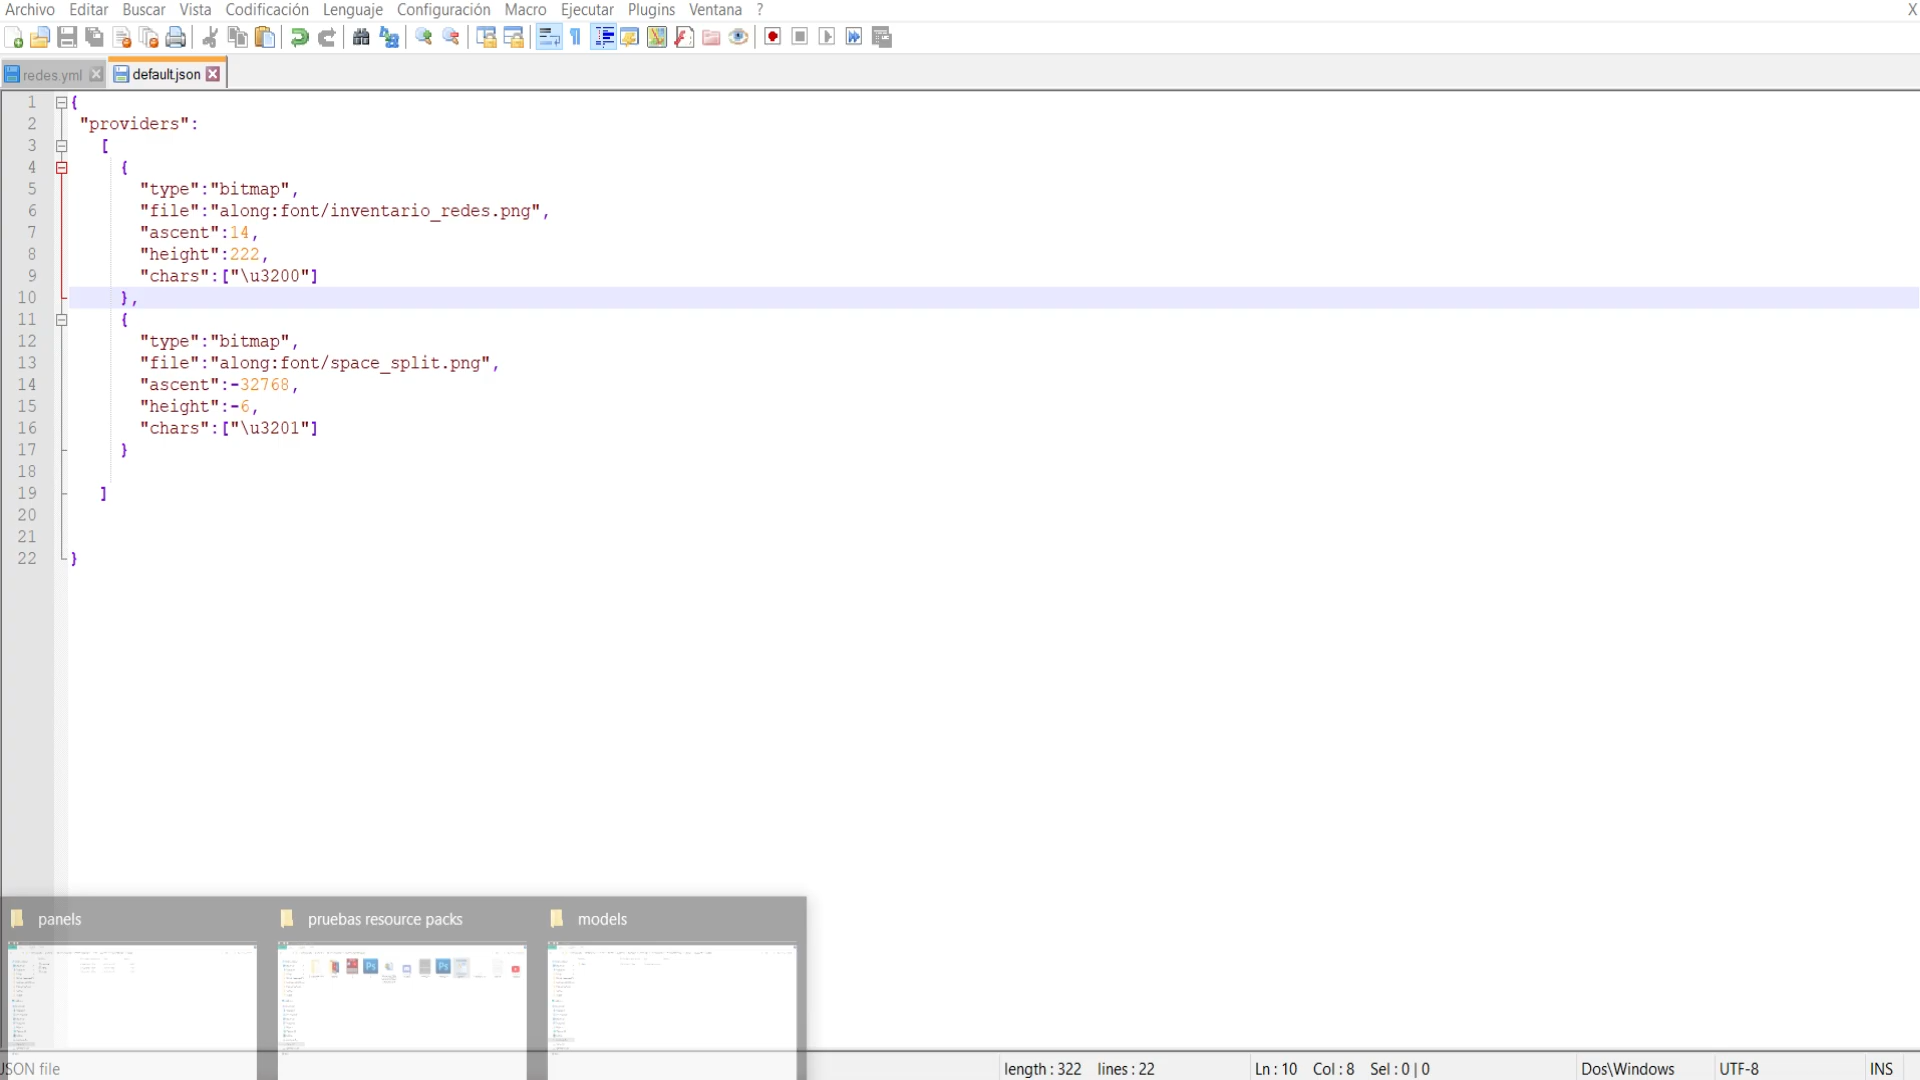 Archivo Editar Buscar Vista Codificación Lenguaje Configuración Macro Ejecutar Plugins Ventana ? X
redes.yml default.json
1 {
2 "providers":
3 [
4 {
5 "type":"bitmap",
6 "file":"along:font/inventario_redes.png",
7 "ascent":14,
8 "height":222,
9 "chars":["\u3200"]
10 },
11 {
12 "type":"bitmap",
13 "file":"along:font/space_split.png",
14 "ascent":-32768,
15 "height":-6,
16 "chars":["\u3201"]
17 }
18
19 ]
20
21
22 }
panels pruebas resource packs models
JSON file length : 322 lines : 22 Ln : 10 Col : 8 Sel : 0 | 0 Dos\Windows UTF-8 INS